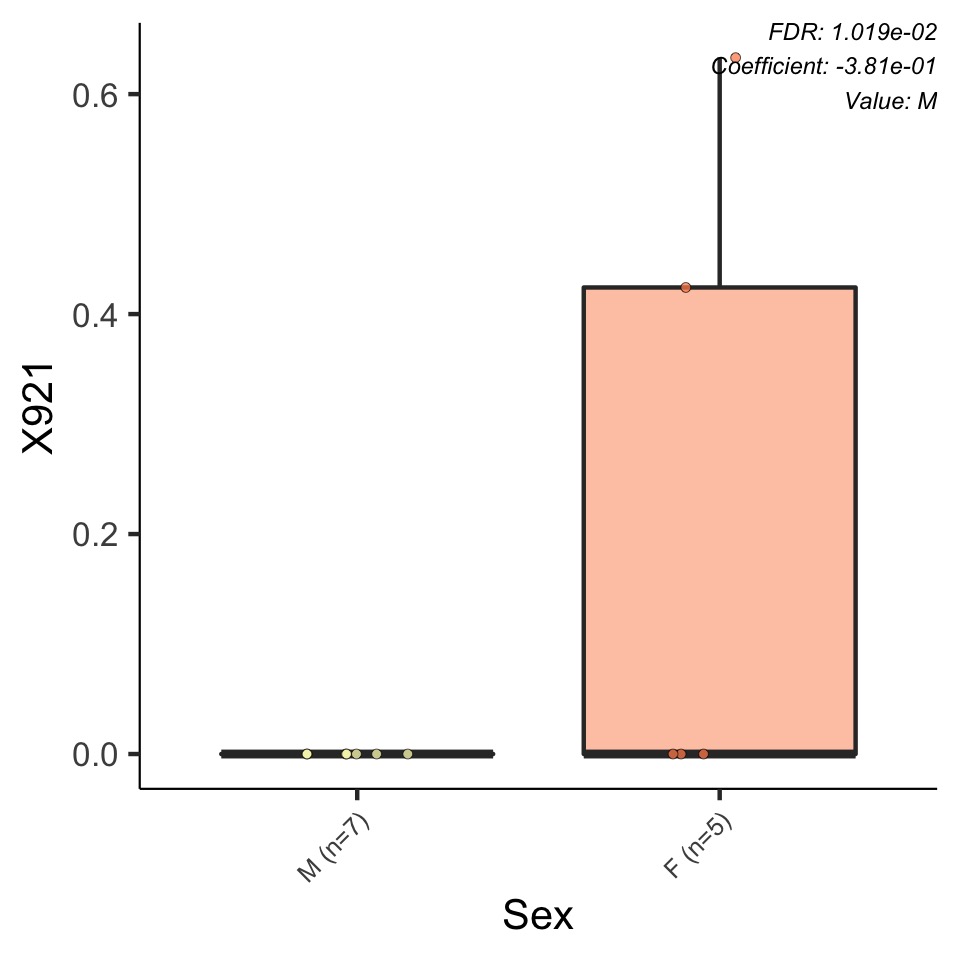 FDR: 1.019e-02
Coefficient: -3.81e-01
Value: M
0.6
0.4
0.2
0.0
X921
M (n=7)
F (n=5)
Sex